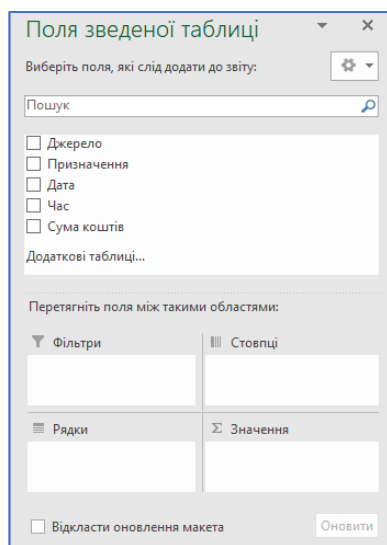 Поля зведеної таблиці
Виберіть поля, які слід додати до звіту:
Пошук
Джерело
Призначення
Дата
Час
Сума коштів
Додаткові таблиці...
Перетягніть поля між такими областями:
Фільтри
Стовпці
Рядки
Σ Значення
Відкласти оновлення макета
Оновити